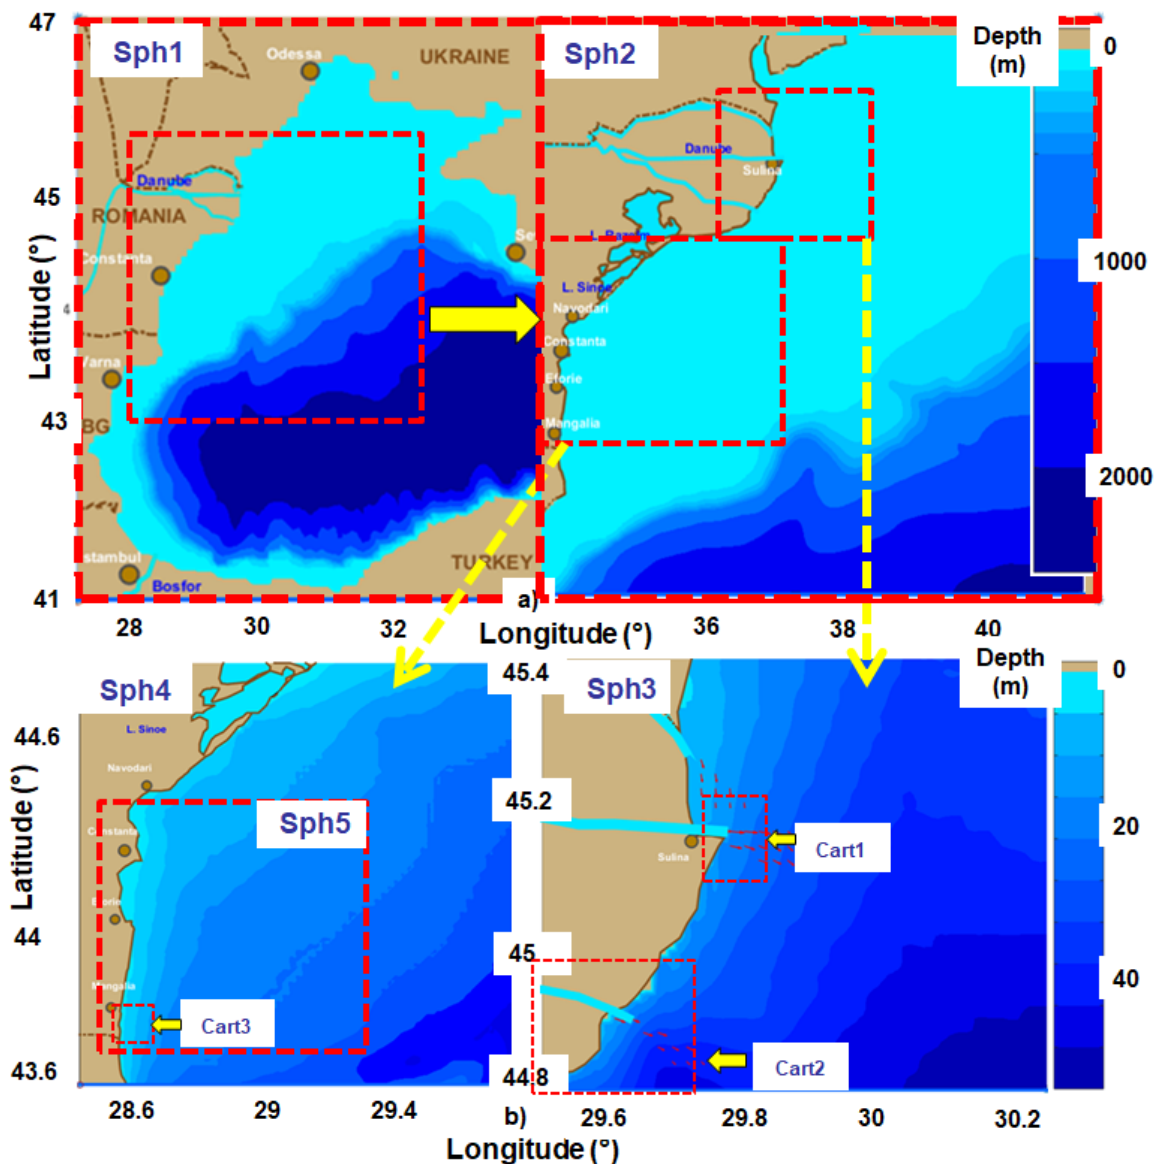 47
Sph1
Odessa
UKRAINE
Sph2
Depth
(m)
0
45
Danube
ROMANIA
Constanta
Se
Danube
Sulina
L. Razelm
L. Sinoe
Navodari
Constanta
Eforie
Mangalia
1000
Latitude (°)
4
Varna
43
BG
2000
stambul
Bosfor
TURKEY
41
a)
28
30
32
Longitude (°)
36
38
40
Sph4
45.4
Sph3
Depth
(m)
0
44.6
L. Sinoe
Navodari
Sph5
Constanta
Eforie
Mangalia
Cart3
45.2
Sulina
Cart1
20
Latitude (°)
44
45
40
Cart2
43.6
44.8
28.6
29
29.4
b)
29.6
29.8
30
30.2
Longitude (°)